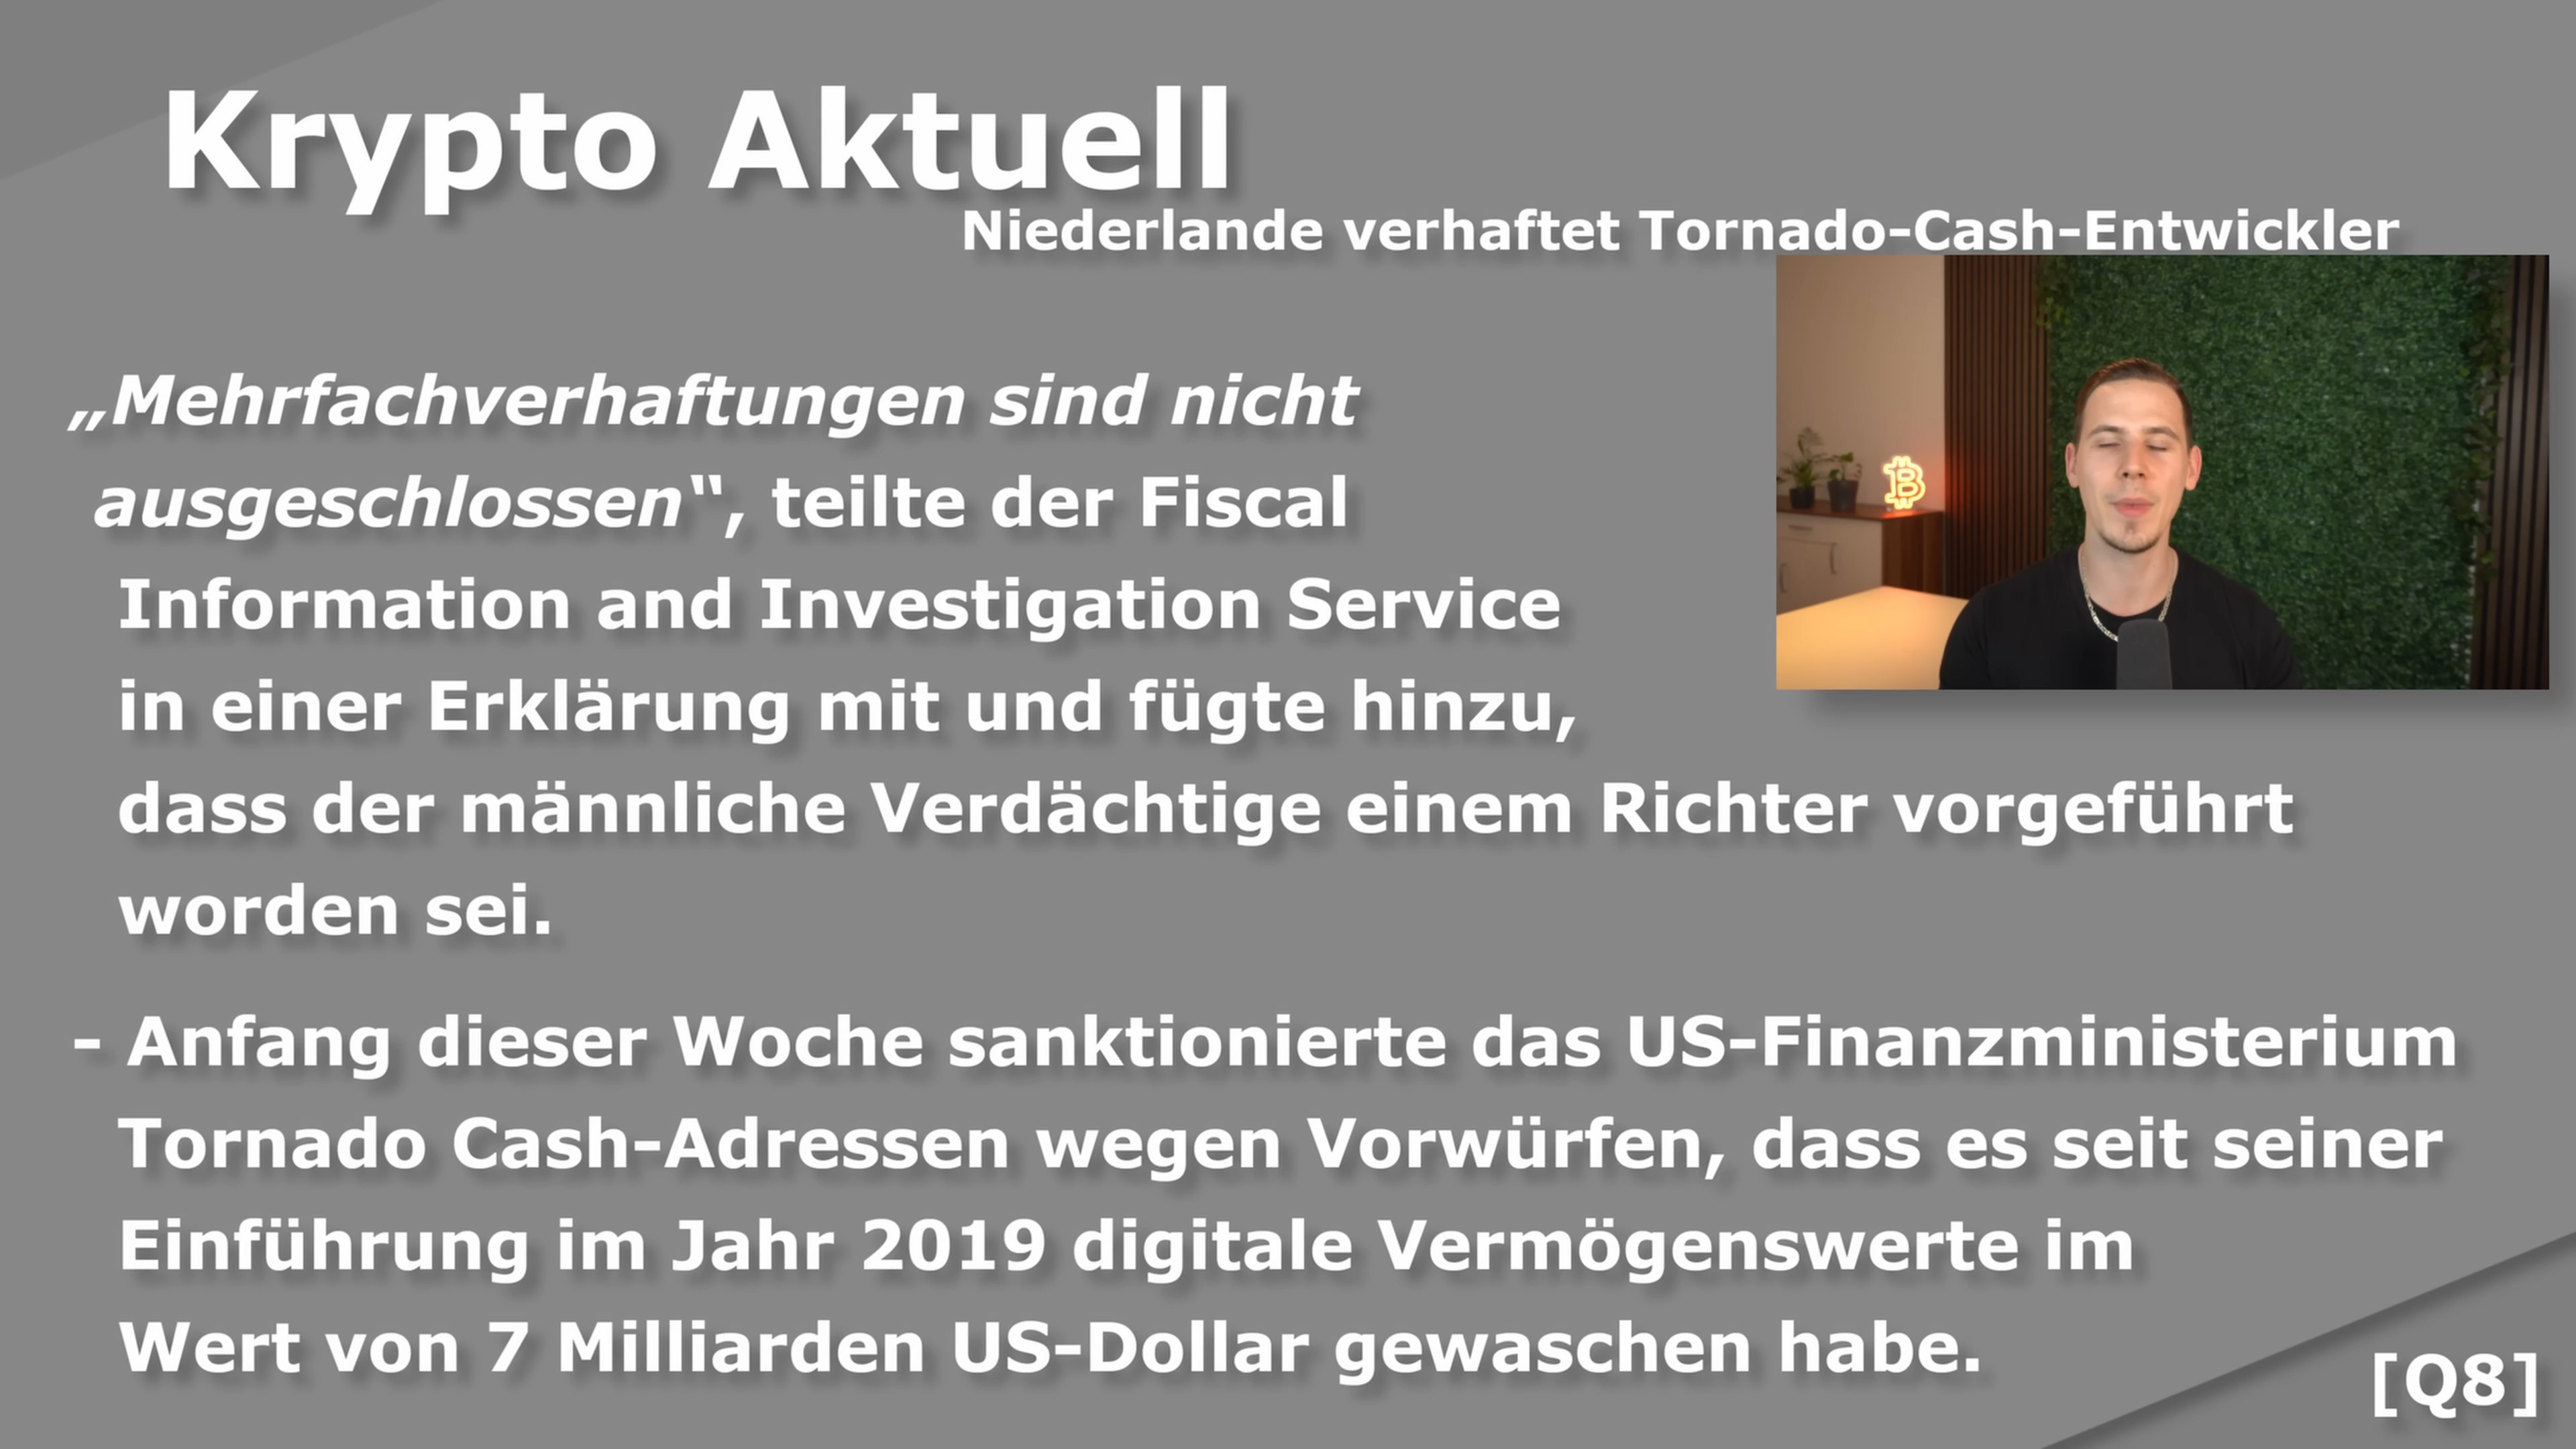 Krypto Aktuell
Niederlande verhaftet Tornado-Cash-Entwickler
„Mehrfachverhaftungen sind nicht
ausgeschlossen“, teilte der Fiscal
Information and Investigation Service
in einer Erklärung mit und fügte hinzu,
dass der männliche Verdächtige einem Richter vorgeführt
worden sei.
- Anfang dieser Woche sanktionierte das US-Finanzministerium
Tornado Cash-Adressen wegen Vorwürfen, dass es seit seiner
Einführung im Jahr 2019 digitale Vermögenswerte im
Wert von 7 Milliarden US-Dollar gewaschen habe.
[Q8]